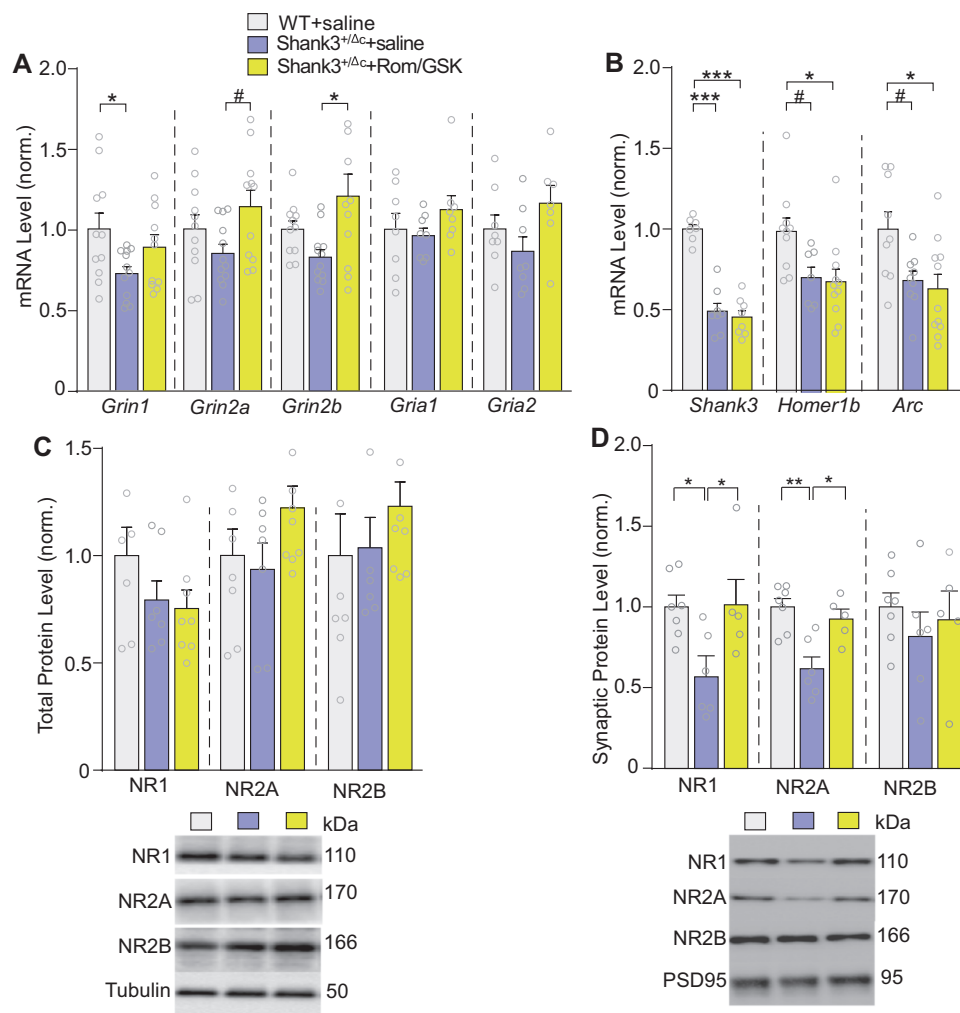 WT+saline
Shank3+/Δc+saline
Shank3+/Δc+Rom/GSK
A
mRNA Level (norm.)
2.0
1.5
1.0
0.5
0
* # *
Grin1 Grin2a Grin2b Gria1 Gria2
B
mRNA Level (norm.)
2.0
1.5
1.0
0.5
0
*** * *
*** # #
Shank3 Homer1b Arc
C
Total Protein Level (norm.)
1.5
1.0
0.5
0
NR1 NR2A NR2B
kDa
NR1 110
NR2A 170
NR2B 166
Tubulin 50
D
Synaptic Protein Level (norm.)
2.0
1.5
1.0
0.5
0
* * ** *
NR1 NR2A NR2B
kDa
NR1 110
NR2A 170
NR2B 166
PSD95 95